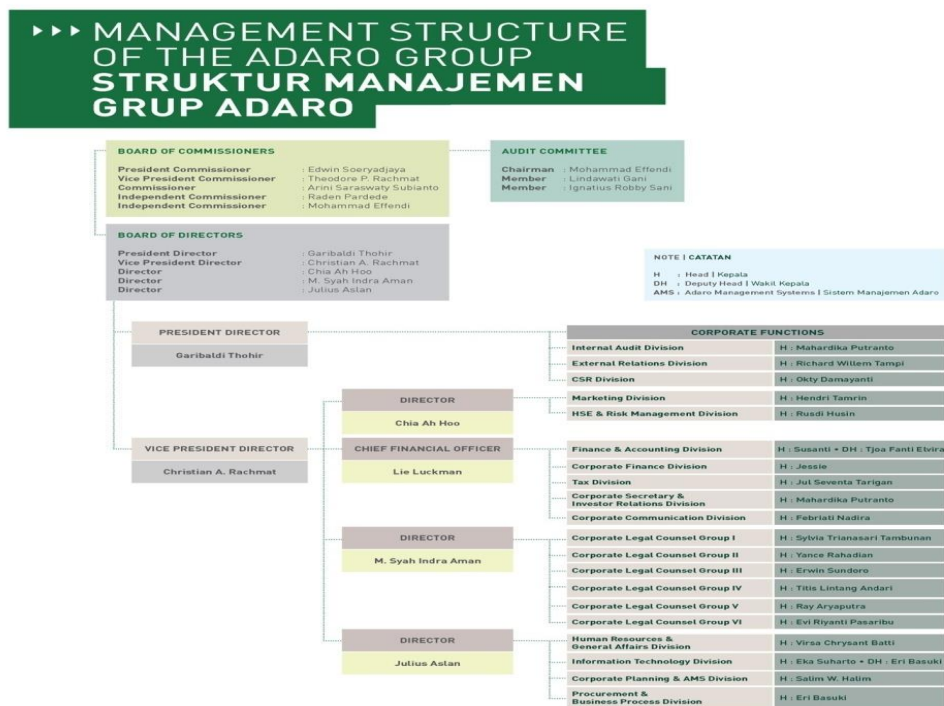 MANAGEMENT STRUCTURE
OF THE ADARO GROUP
STRUKTUR MANAJEMEN
GRUP ADARO
BOARD OF COMMISSIONERS
President Commissioner : Edwin Soeryadjaya
Vice President Commissioner : Theodore P. Rachmat
Commissioner : Arini Saraswaty Subianto
Independent Commissioner : Raden Pardede
Independent Commissioner : Mohammad Effendi
AUDIT COMMITTEE
Chairman : Mohammad Effendi
Member : Lindawati Gani
Member : Ignatius Robby Sani
BOARD OF DIRECTORS
President Director : Garibaldi Thohir
Vice President Director : Christian A. Rachmat
Director : Chia Ah Hoo
Director : M. Syah Indra Aman
Director : Julius Aslan
NOTE | CATATAN
H : Head | Kepala
DH : Deputy Head | Wakil Kepala
AMS : Adaro Management Systems | Sistem Manajemen Adaro
PRESIDENT DIRECTOR
Garibaldi Thohir
CORPORATE FUNCTIONS
Internal Audit Division H : Mahardika Putranto
External Relations Division H : Richard Willem Tampi
CSR Division H : Okty Damayanti
DIRECTOR
Chia Ah Hoo
Marketing Division H : Hendri Tamrin
HSE & Risk Management Division H : Rusdi Husin
VICE PRESIDENT DIRECTOR
Christian A. Rachmat
CHIEF FINANCIAL OFFICER
Lie Luckman
Finance & Accounting Division H : Susanti • DH : Tjoa Fanti Elvira
Corporate Finance Division H : Jessie
Tax Division H : Jul Seventa Tarigan
Corporate Secretary &
Investor Relations Division H : Mahardika Putranto
Corporate Communication Division H : Febriati Nadira
DIRECTOR
M. Syah Indra Aman
Corporate Legal Counsel Group I H : Sylvia Trianasari Tambunan
Corporate Legal Counsel Group II H : Yance Rahadian
Corporate Legal Counsel Group III H : Erwin Sundoro
Corporate Legal Counsel Group IV H : Titis Lintang Andari
Corporate Legal Counsel Group V H : Ray Aryaputra
Corporate Legal Counsel Group VI H : Evi Riyanti Pasaribu
DIRECTOR
Julius Aslan
Human Resources &
General Affairs Division H : Virsa Chrysant Batti
Information Technology Division H : Eka Suharto • DH : Eri Basuki
Corporate Planning & AMS Division H : Salim W. Halim
Procurement &
Business Process Division H : Eri Basuki